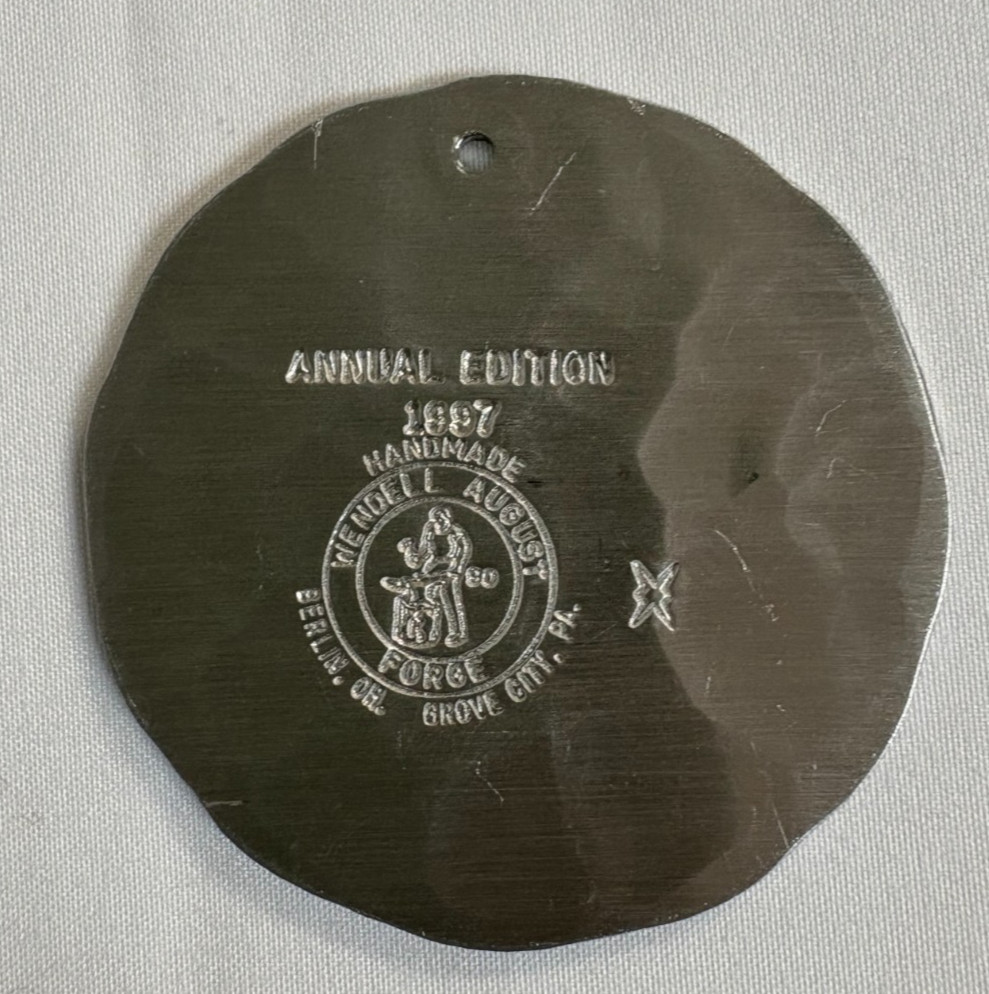 ANNUAL EDITION
1997
HANDMADE
WENDELL AUGUST
FORGE
BERLIN, OH. GROVE CITY, PA.